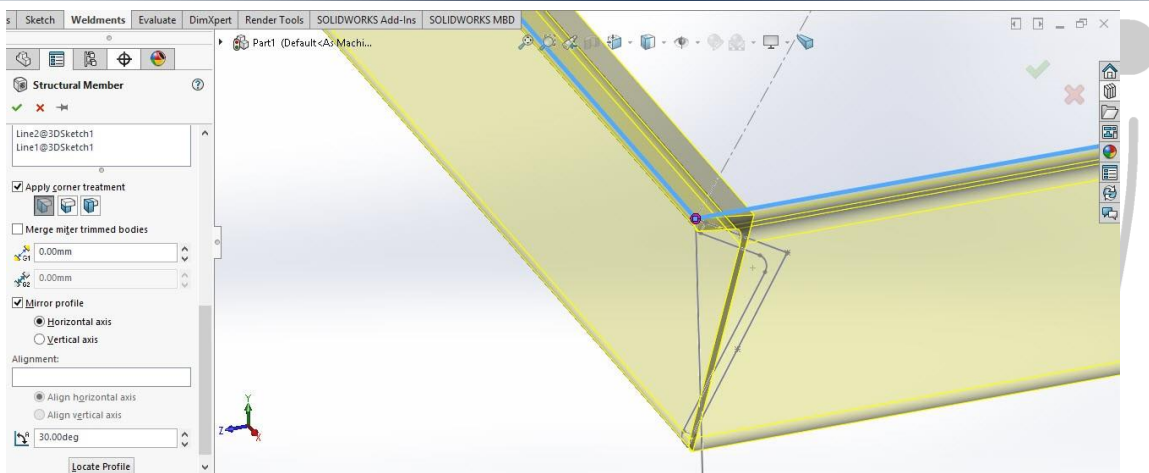 s Sketch Weldments Evaluate DimXpert Render Tools SOLIDWORKS Add-Ins SOLIDWORKS MBD
Part1 (Default<As Machi...
Structural Member
Line2@3DSketch1
Line1@3DSketch1
Apply corner treatment
Merge miter trimmed bodies
G1 0.00mm
G2 0.00mm
Mirror profile
Horizontal axis
Vertical axis
Alignment:
Align horizontal axis
Align vertical axis
30.00deg
Locate Profile
Y
Z
X